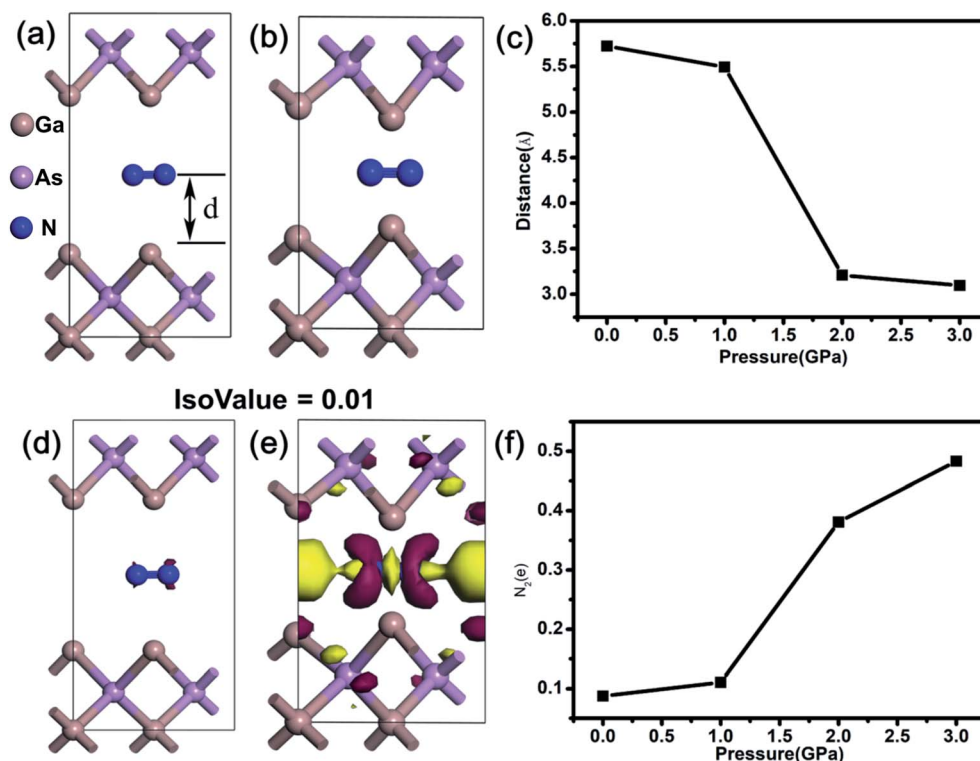 (a)
(b)
(c)
Ga
As
N
d
Distance(Å)
6.0
5.5
5.0
4.5
4.0
3.5
3.0
0.0 0.5 1.0 1.5 2.0 2.5 3.0
Pressure(GPa)
IsoValue = 0.01
(d)
(e)
(f)
N₂(e)
0.5
0.4
0.3
0.2
0.1
0.0 0.5 1.0 1.5 2.0 2.5 3.0
Pressure(GPa)